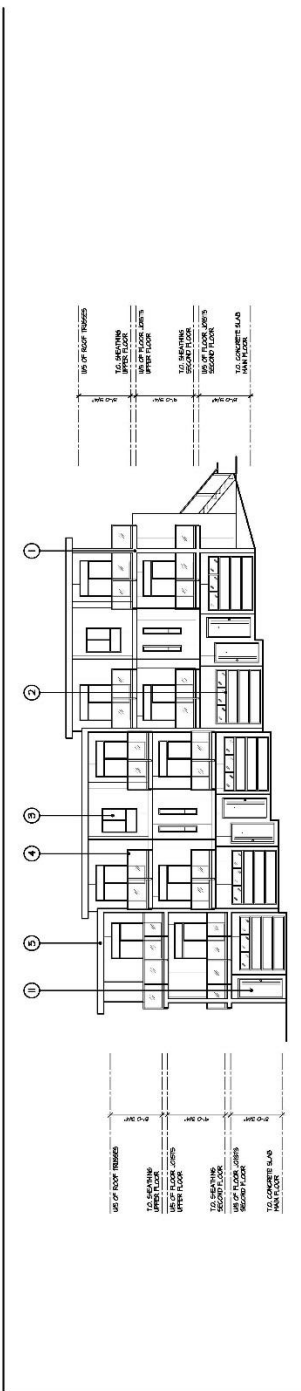 11
5
4
3
2
1
U/S OF ROOF TRUSSES
T.O. SHEATHING
UPPER FLOOR
U/S OF FLOOR JOISTS
UPPER FLOOR
T.O. SHEATHING
SECOND FLOOR
U/S OF FLOOR JOISTS
SECOND FLOOR
T.O. CONCRETE SLAB
MAIN FLOOR
U/S OF ROOF TRUSSES
T.O. SHEATHING
UPPER FLOOR
U/S OF FLOOR JOISTS
UPPER FLOOR
T.O. SHEATHING
SECOND FLOOR
U/S OF FLOOR JOISTS
SECOND FLOOR
T.O. CONCRETE SLAB
MAIN FLOOR